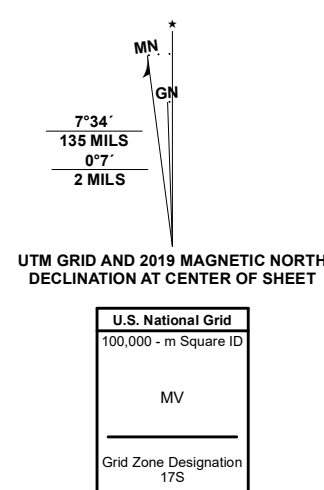 ★
MN
GN
7°34´
135 MILS
0°7´
2 MILS
UTM GRID AND 2019 MAGNETIC NORTH
DECLINATION AT CENTER OF SHEET
U.S. National Grid
100,000 - m Square ID
MV
Grid Zone Designation
17S